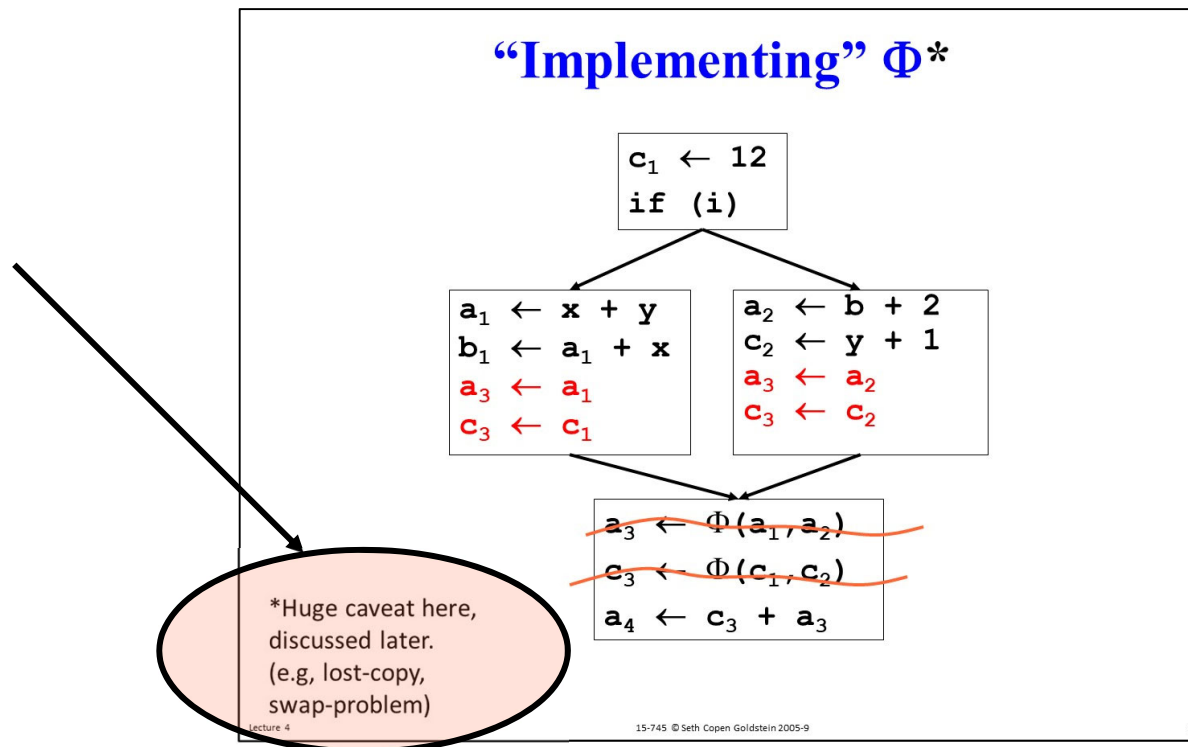 “Implementing” Φ*
c₁ ← 12
if (i)
a₁ ← x + y
b₁ ← a₁ + x
a₃ ← a₁
c₃ ← c₁
a₂ ← b + 2
c₂ ← y + 1
a₃ ← a₂
c₃ ← c₂
a₃ ← Φ(a₁,a₂)
c₃ ← Φ(c₁,c₂)
a₄ ← c₃ + a₃
*Huge caveat here,
discussed later.
(e.g, lost-copy,
swap-problem)
Lecture 4
15-745 © Seth Copen Goldstein 2005-9